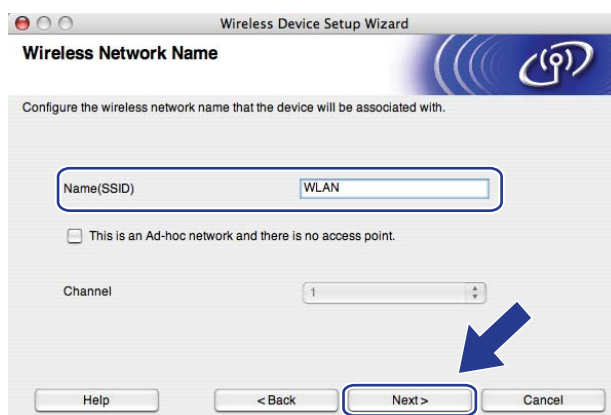 Wireless Device Setup Wizard
Wireless Network Name
Configure the wireless network name that the device will be associated with.
Name(SSID) WLAN
This is an Ad-hoc network and there is no access point.
Channel 1
Help < Back Next > Cancel